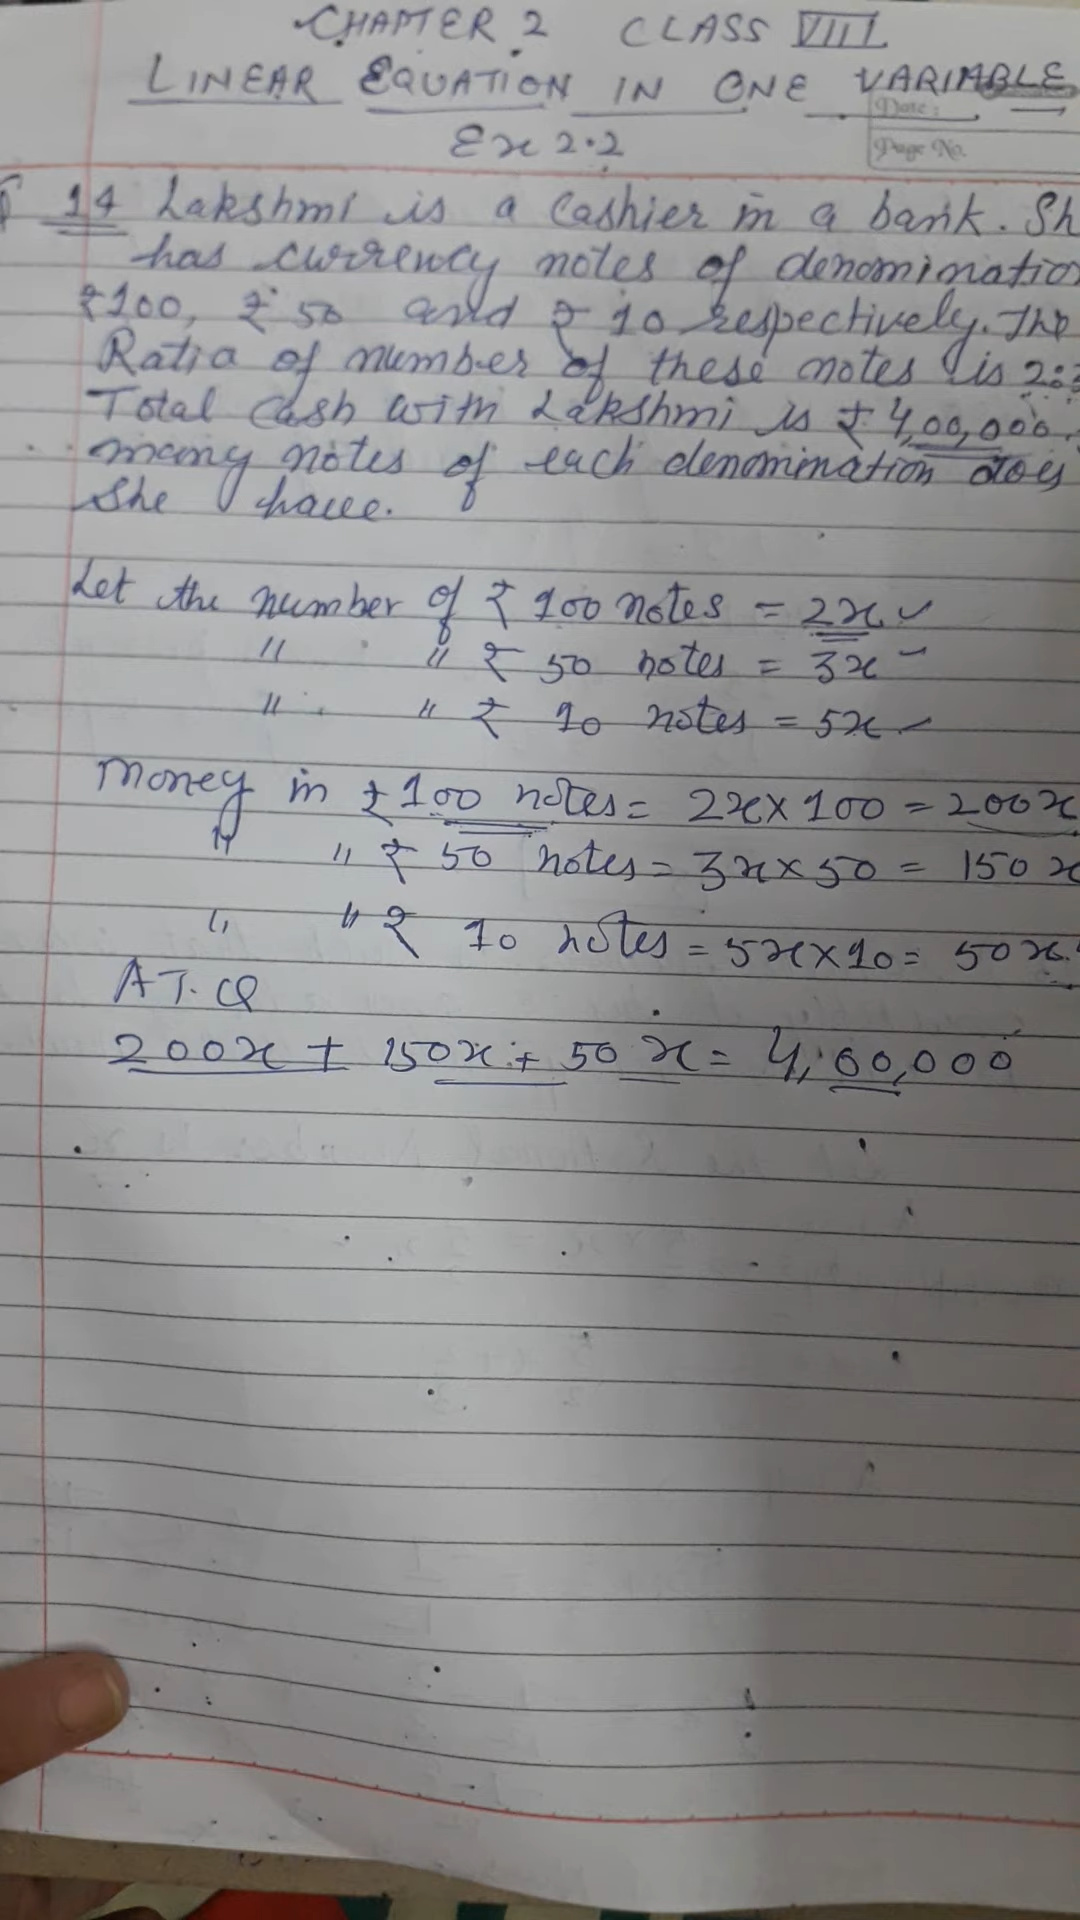 CHAPTER 2 CLASS VIII
LINEAR EQUATION IN ONE VARIABLE
Date:
Ex 2.2
Page No.
14 Lakshmi is a Cashier in a bank. Sh
has currency notes of denominatio
₹100, ₹50 and ₹10 respectively. The
Ratio of number of these notes is 2:3
Total Cash with Lakshmi is ₹4,00,000.
many notes of each denomination does
she have.
Let the number of ₹100 notes = 2x
" " ₹50 notes = 3x
" " ₹10 notes = 5x
Money in ₹100 notes = 2x×100 = 200x
" " ₹50 notes = 3x×50 = 150x
" " ₹10 notes = 5x×10 = 50x.
A T. Q
200x + 150x + 50x = 4,00,000